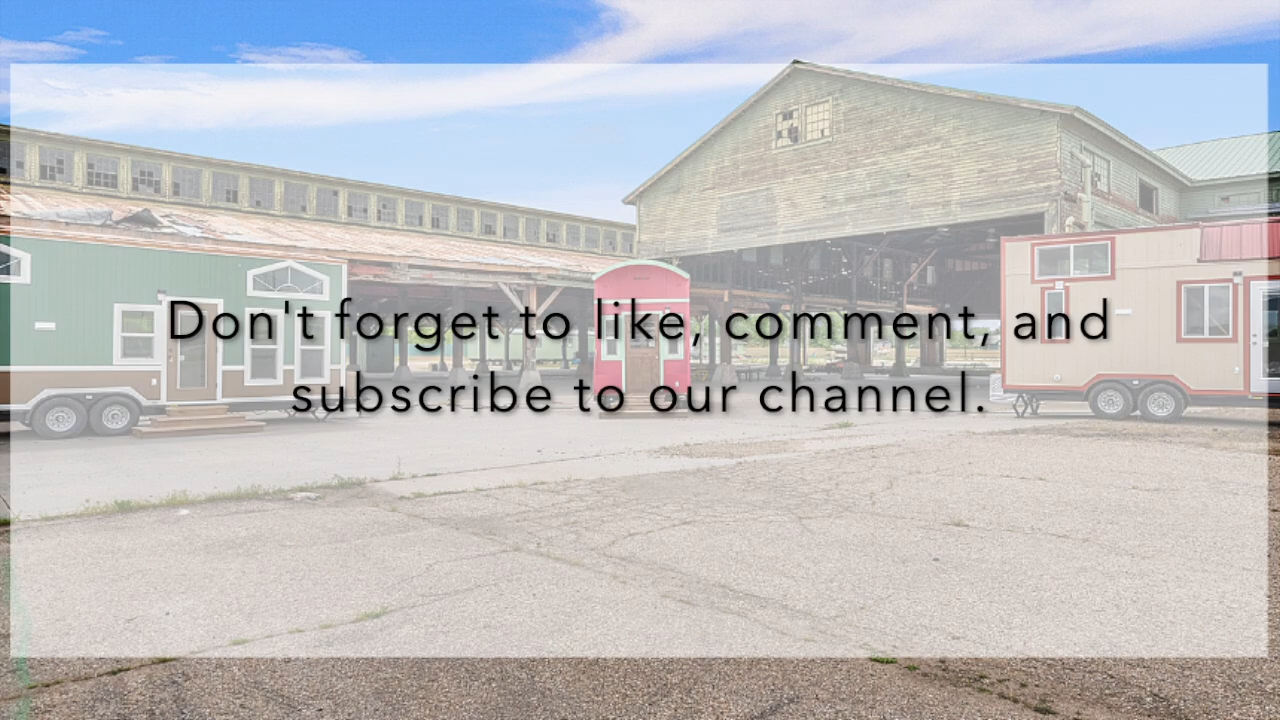 Don't forget to like, comment, and
subscribe to our channel.